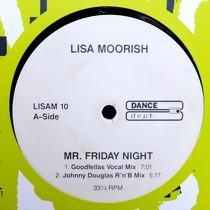 LISA MOORISH
LISAM 10
A-Side
DANCE
dept.
MR. FRIDAY NIGHT
1. Goodfellas Vocal Mix 7:01
2. Johnny Douglas R'n'B Mix 5:17
33⅓ RPM